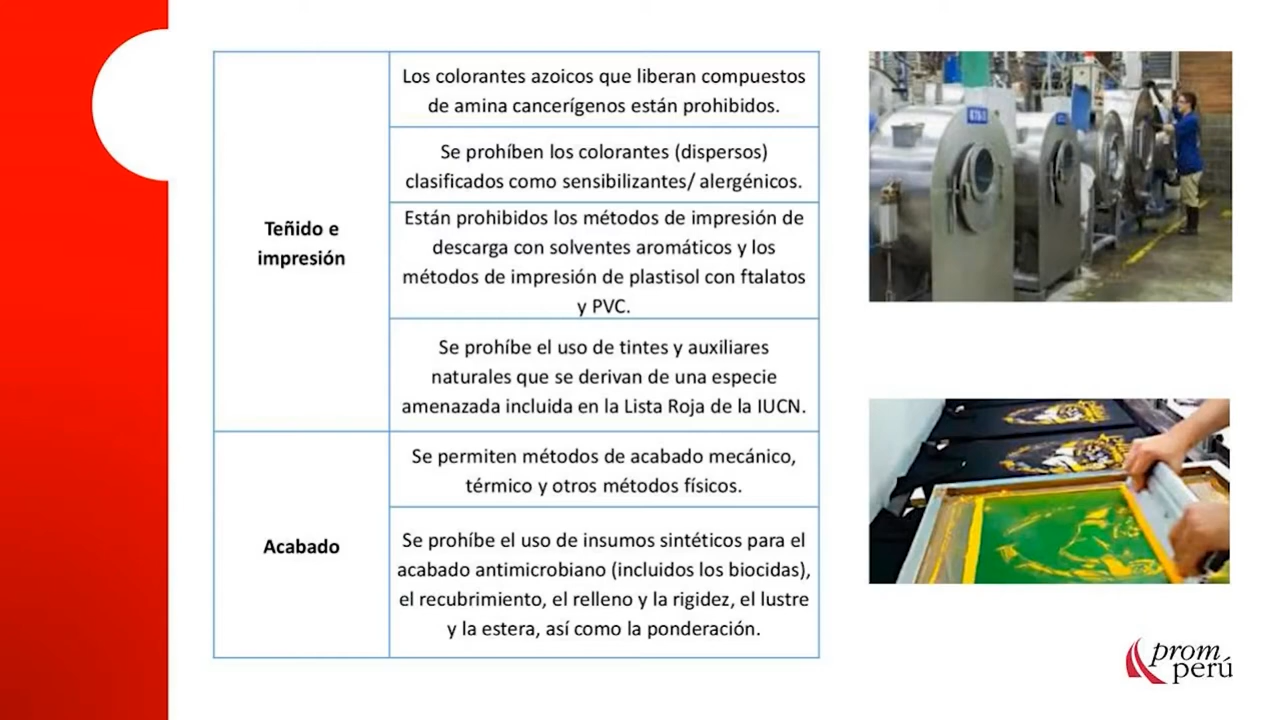 Los colorantes azoicos que liberan compuestos
de amina cancerígenos están prohibidos.
Se prohíben los colorantes (dispersos)
clasificados como sensibilizantes/ alergénicos.
Teñido e
impresión
Están prohibidos los métodos de impresión de
descarga con solventes aromáticos y los
métodos de impresión de plastisol con ftalatos
y PVC.
Se prohíbe el uso de tintes y auxiliares
naturales que se derivan de una especie
amenazada incluida en la Lista Roja de la IUCN.
Acabado
Se permiten métodos de acabado mecánico,
térmico y otros métodos físicos.
Se prohíbe el uso de insumos sintéticos para el
acabado antimicrobiano (incluidos los biocidas),
el recubrimiento, el relleno y la rigidez, el lustre
y la estera, así como la ponderación.
prom
perú